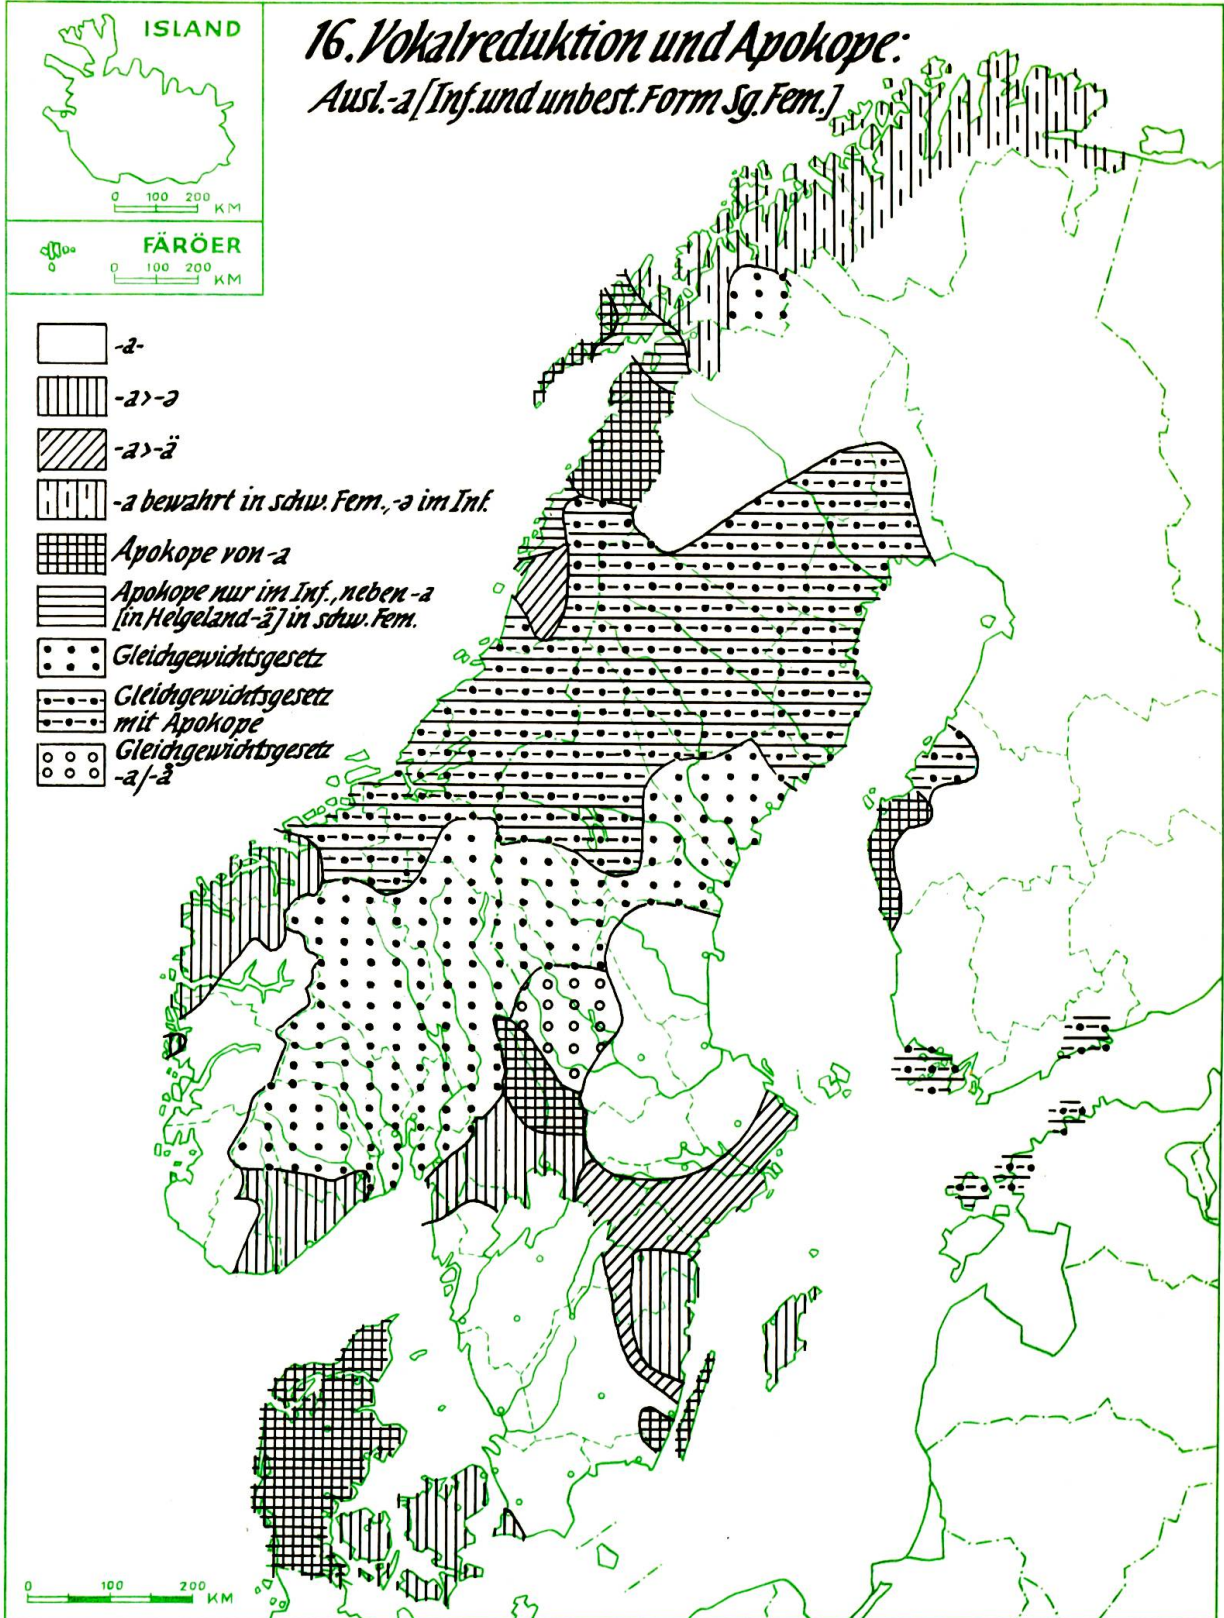 16. Vokalreduktion und Apokope:
Ausl.-a [Inf. und unbest. Form Sg. Fem.]
ISLAND
0 100 200
KM
FÄRÖER
0 100 200
KM
-a-
-a>-ə
-a>-ä
-a bewahrt in schw. Fem., -ə im Inf.
Apokope von -a
Apokope nur im Inf., neben -a
[in Helgeland -ä] in schw. Fem.
Gleichgewichtsgesetz
Gleichgewichtsgesetz
mit Apokope
Gleichgewichtsgesetz
-a/-å
0 100 200
KM